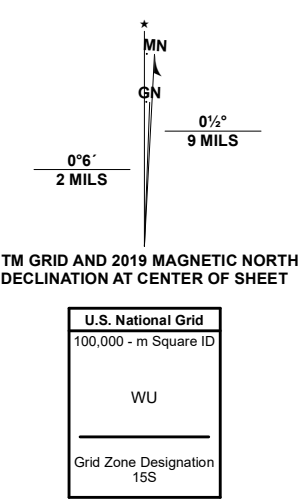 ★
MN
GN
0½°
9 MILS
0°6´
2 MILS
TM GRID AND 2019 MAGNETIC NORTH
DECLINATION AT CENTER OF SHEET
U.S. National Grid
100,000 - m Square ID
WU
Grid Zone Designation
15S